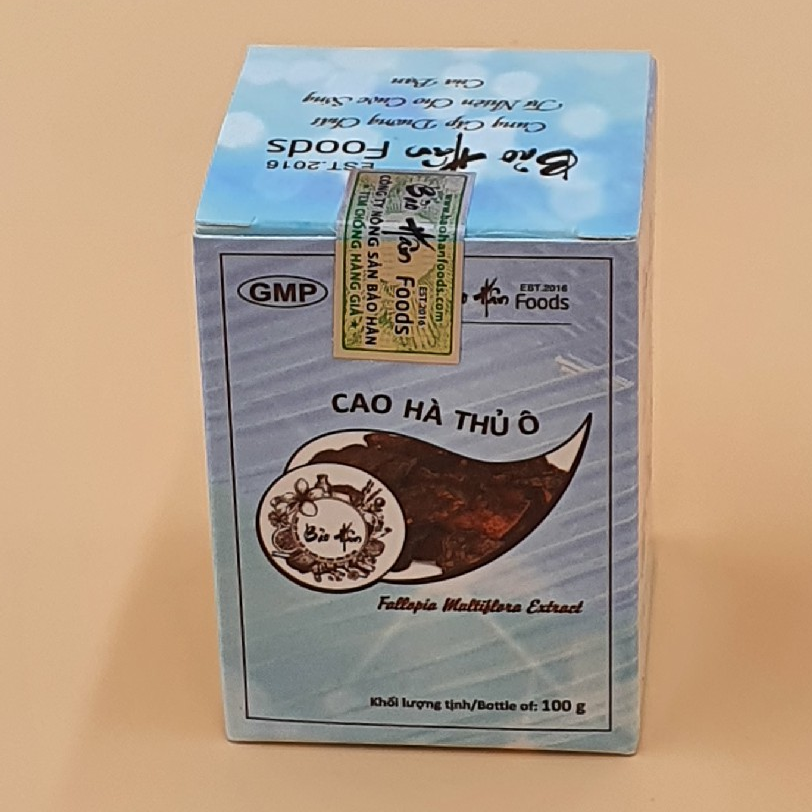 Của Bạn
Tự Nhiên Cho Cuộc Sống
Cung Cấp Dưỡng Chất
Bảo Hân Foods
EST.2016
www.baohanfoods.com
Bảo Hân Foods
EST.2016
CÔNG TY NÔNG SẢN BẢO HÂN
TEM CHỐNG HÀNG GIẢ
GMP
Hân Foods
EST.2016
CAO HÀ THỦ Ô
Bảo Hân
Fallopia Multiflora Extract
Khối lượng tịnh/Bottle of: 100 g